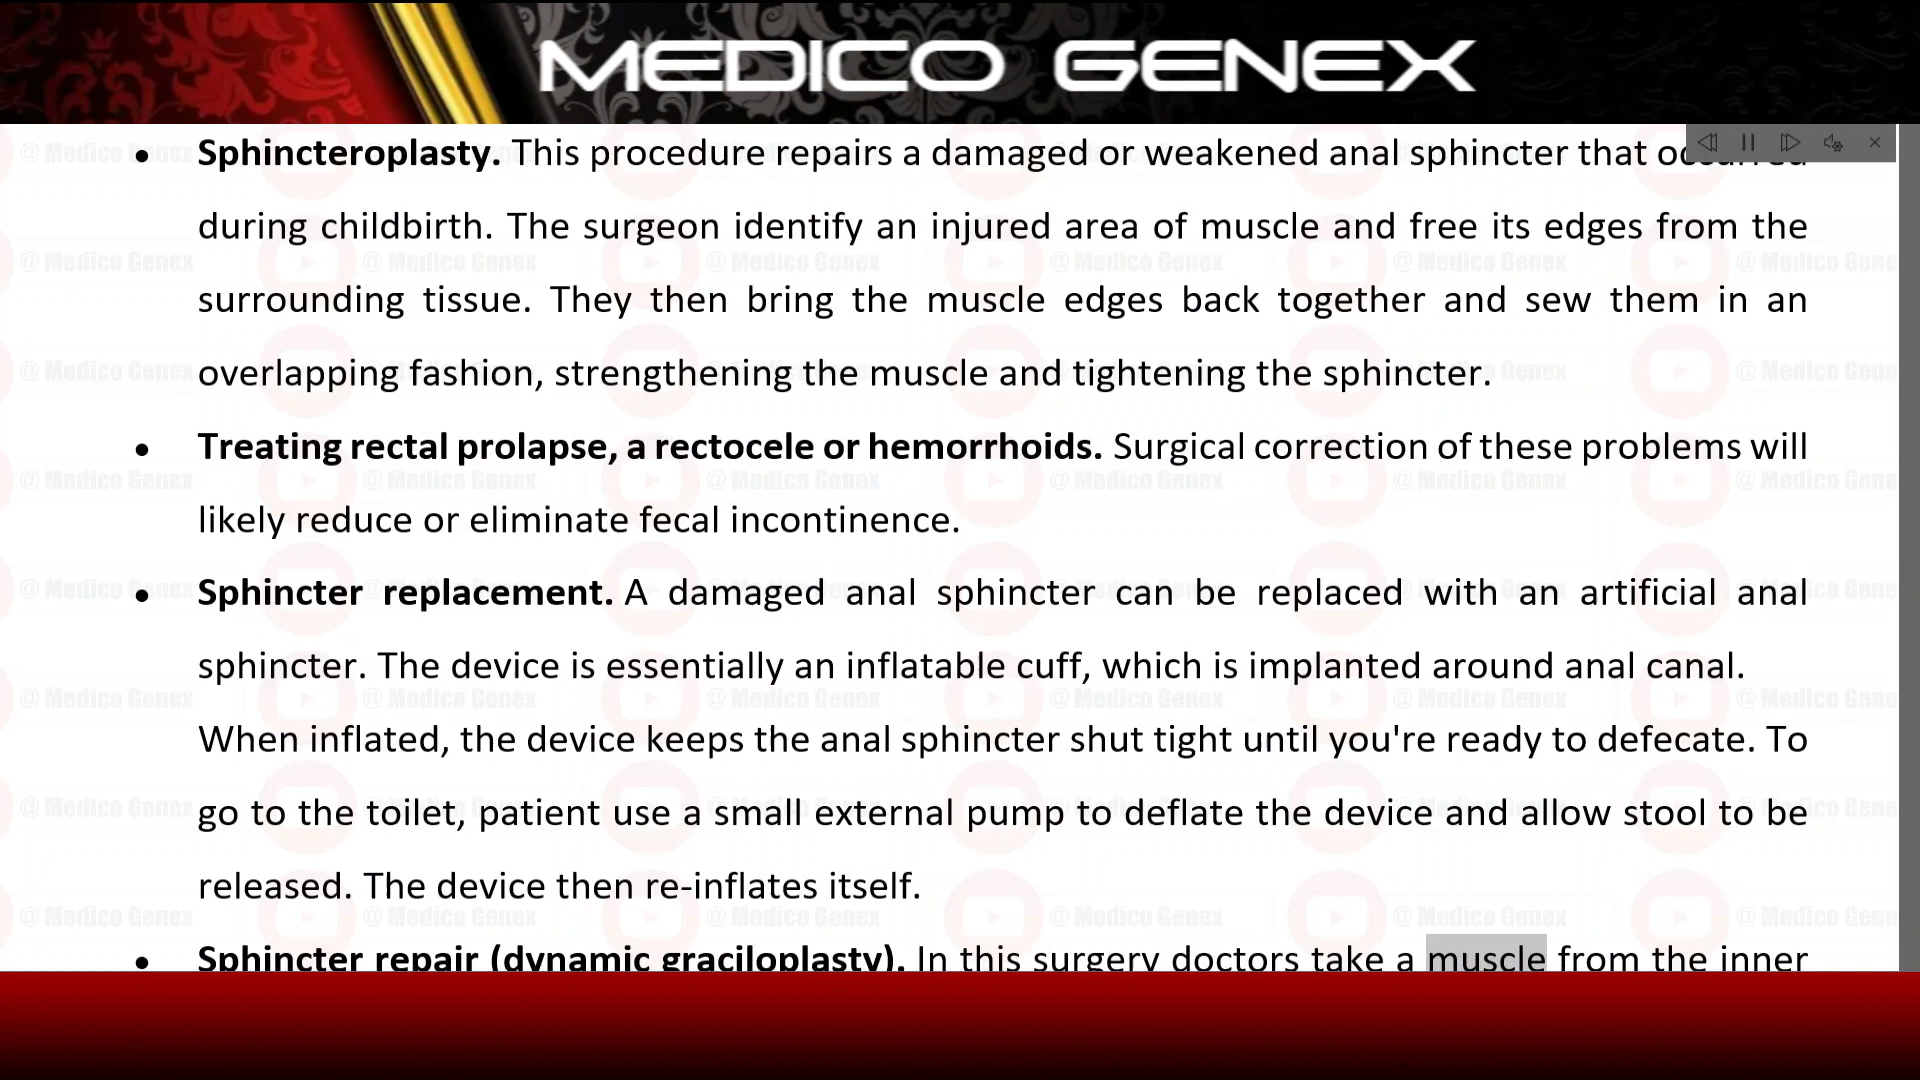 MEDICO GENEX
• Sphincteroplasty. This procedure repairs a damaged or weakened anal sphincter that occurred
during childbirth. The surgeon identify an injured area of muscle and free its edges from the
surrounding tissue. They then bring the muscle edges back together and sew them in an
overlapping fashion, strengthening the muscle and tightening the sphincter.
• Treating rectal prolapse, a rectocele or hemorrhoids. Surgical correction of these problems will
likely reduce or eliminate fecal incontinence.
• Sphincter replacement. A damaged anal sphincter can be replaced with an artificial anal
sphincter. The device is essentially an inflatable cuff, which is implanted around anal canal.
When inflated, the device keeps the anal sphincter shut tight until you're ready to defecate. To
go to the toilet, patient use a small external pump to deflate the device and allow stool to be
released. The device then re-inflates itself.
• Sphincter repair (dynamic graciloplasty). In this surgery doctors take a muscle from the inner
@Medico Genex